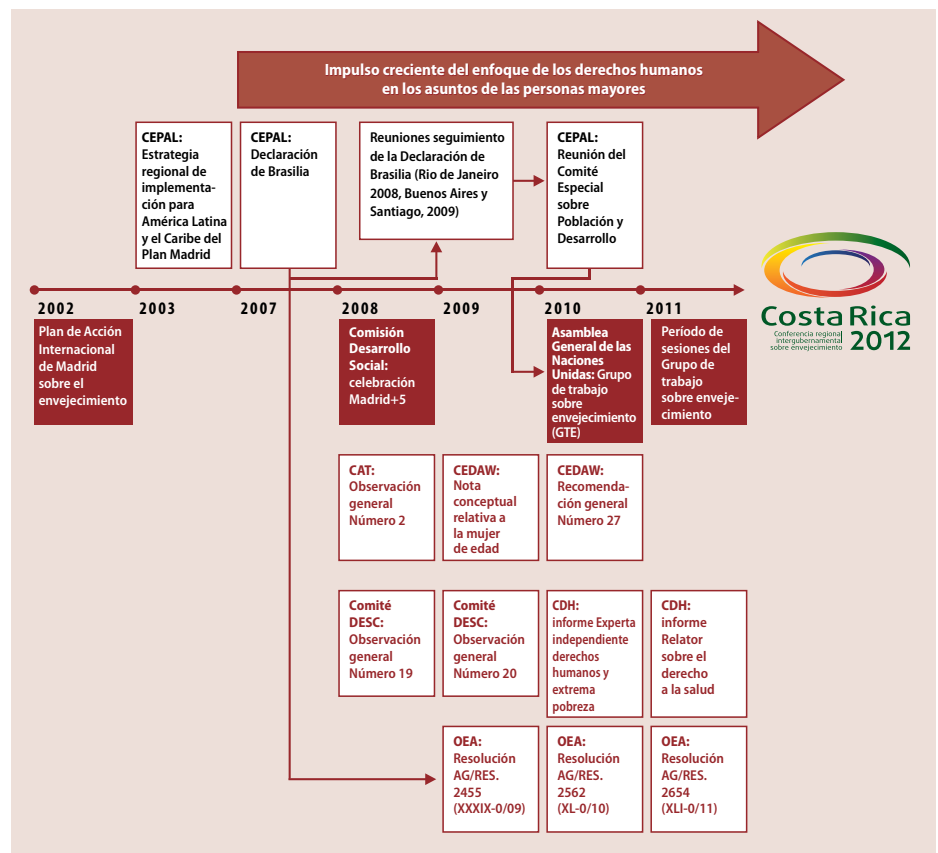 Impulso creciente del enfoque de los derechos humanos
en los asuntos de las personas mayores
CEPAL:
Estrategia
regional de
implementa-
ción para
América Latina
y el Caribe del
Plan Madrid
CEPAL:
Declaración
de Brasilia
Reuniones seguimiento
de la Declaración de
Brasilia (Rio de Janeiro
2008, Buenos Aires y
Santiago, 2009)
CEPAL:
Reunión del
Comité
Especial
sobre
Población y
Desarrollo
Costa Rica
Conferencia regional
intergubernamental
sobre envejecimiento
2012
2002
2003
2007
2008
2009
2010
2011
Plan de Acción
Internacional
de Madrid
sobre el
envejecimiento
Comisión
Desarrollo
Social:
celebración
Madrid+5
Asamblea
General de las
Naciones
Unidas: Grupo
de trabajo
sobre
envejecimiento
(GTE)
Período de
sesiones del
Grupo de
trabajo
sobre enveje-
cimiento
CAT:
Observación
general
Número 2
CEDAW:
Nota
conceptual
relativa a
la mujer
de edad
CEDAW:
Recomenda-
ción general
Número 27
Comité
DESC:
Observación
general
Número 19
Comité
DESC:
Observación
general
Número 20
CDH:
informe Experta
independiente
derechos
humanos y
extrema
pobreza
CDH:
informe
Relator
sobre el
derecho
a la salud
OEA:
Resolución
AG/RES.
2455
(XXXIX-0/09)
OEA:
Resolución
AG/RES.
2562
(XL-0/10)
OEA:
Resolución
AG/RES.
2654
(XLI-0/11)